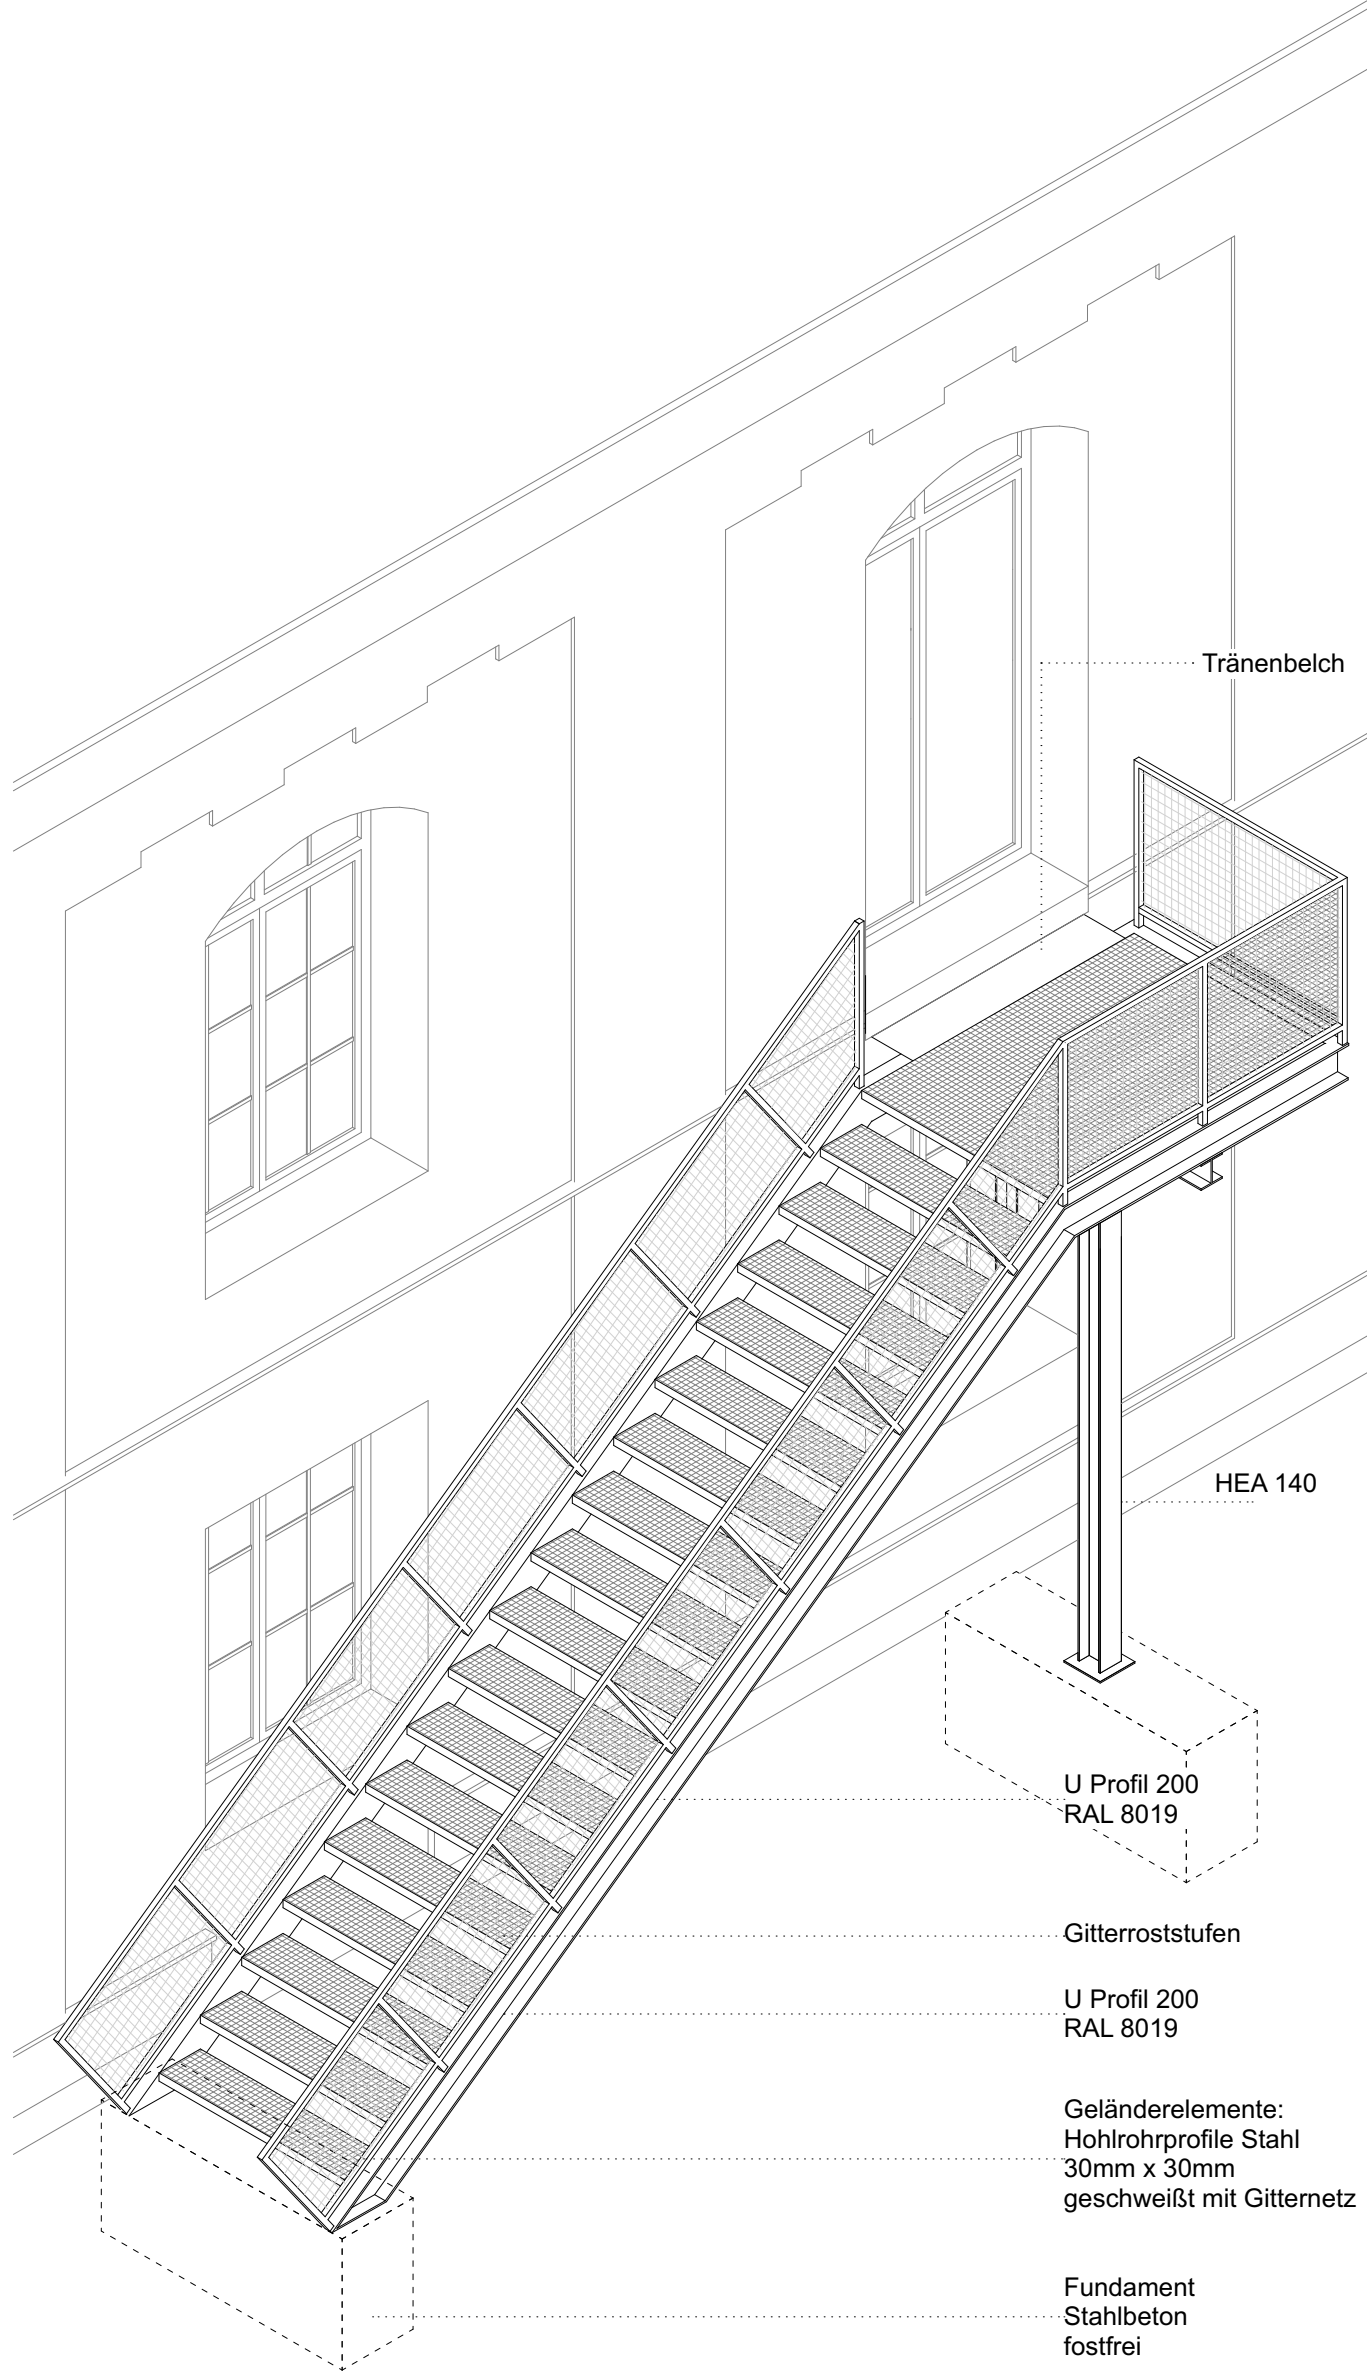 Tränenbelch
HEA 140
U Profil 200
RAL 8019
Gitterroststufen
U Profil 200
RAL 8019
Geländerelemente:
Hohlrohrprofile Stahl
30mm x 30mm
geschweißt mit Gitternetz
Fundament
Stahlbeton
fostfrei